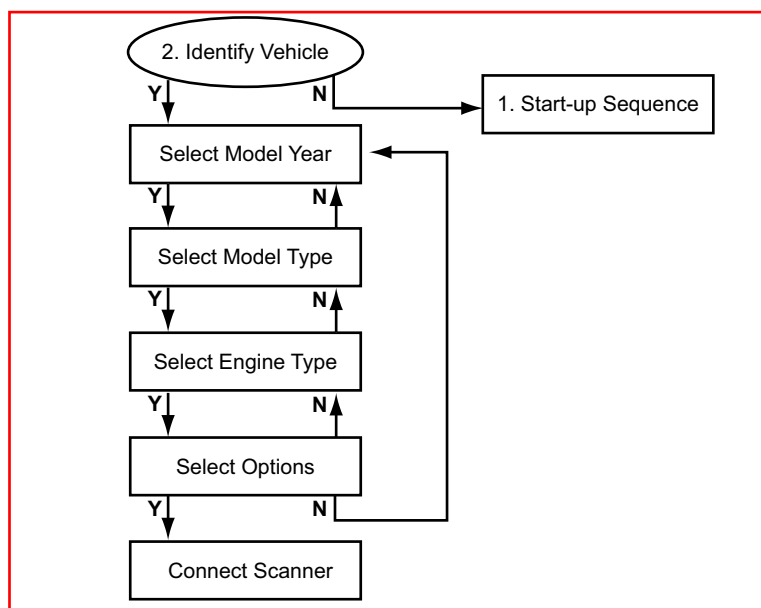 2. Identify Vehicle
Y
N
1. Start-up Sequence
Select Model Year
Y
N
Select Model Type
Y
N
Select Engine Type
Y
N
Select Options
Y
N
Connect Scanner